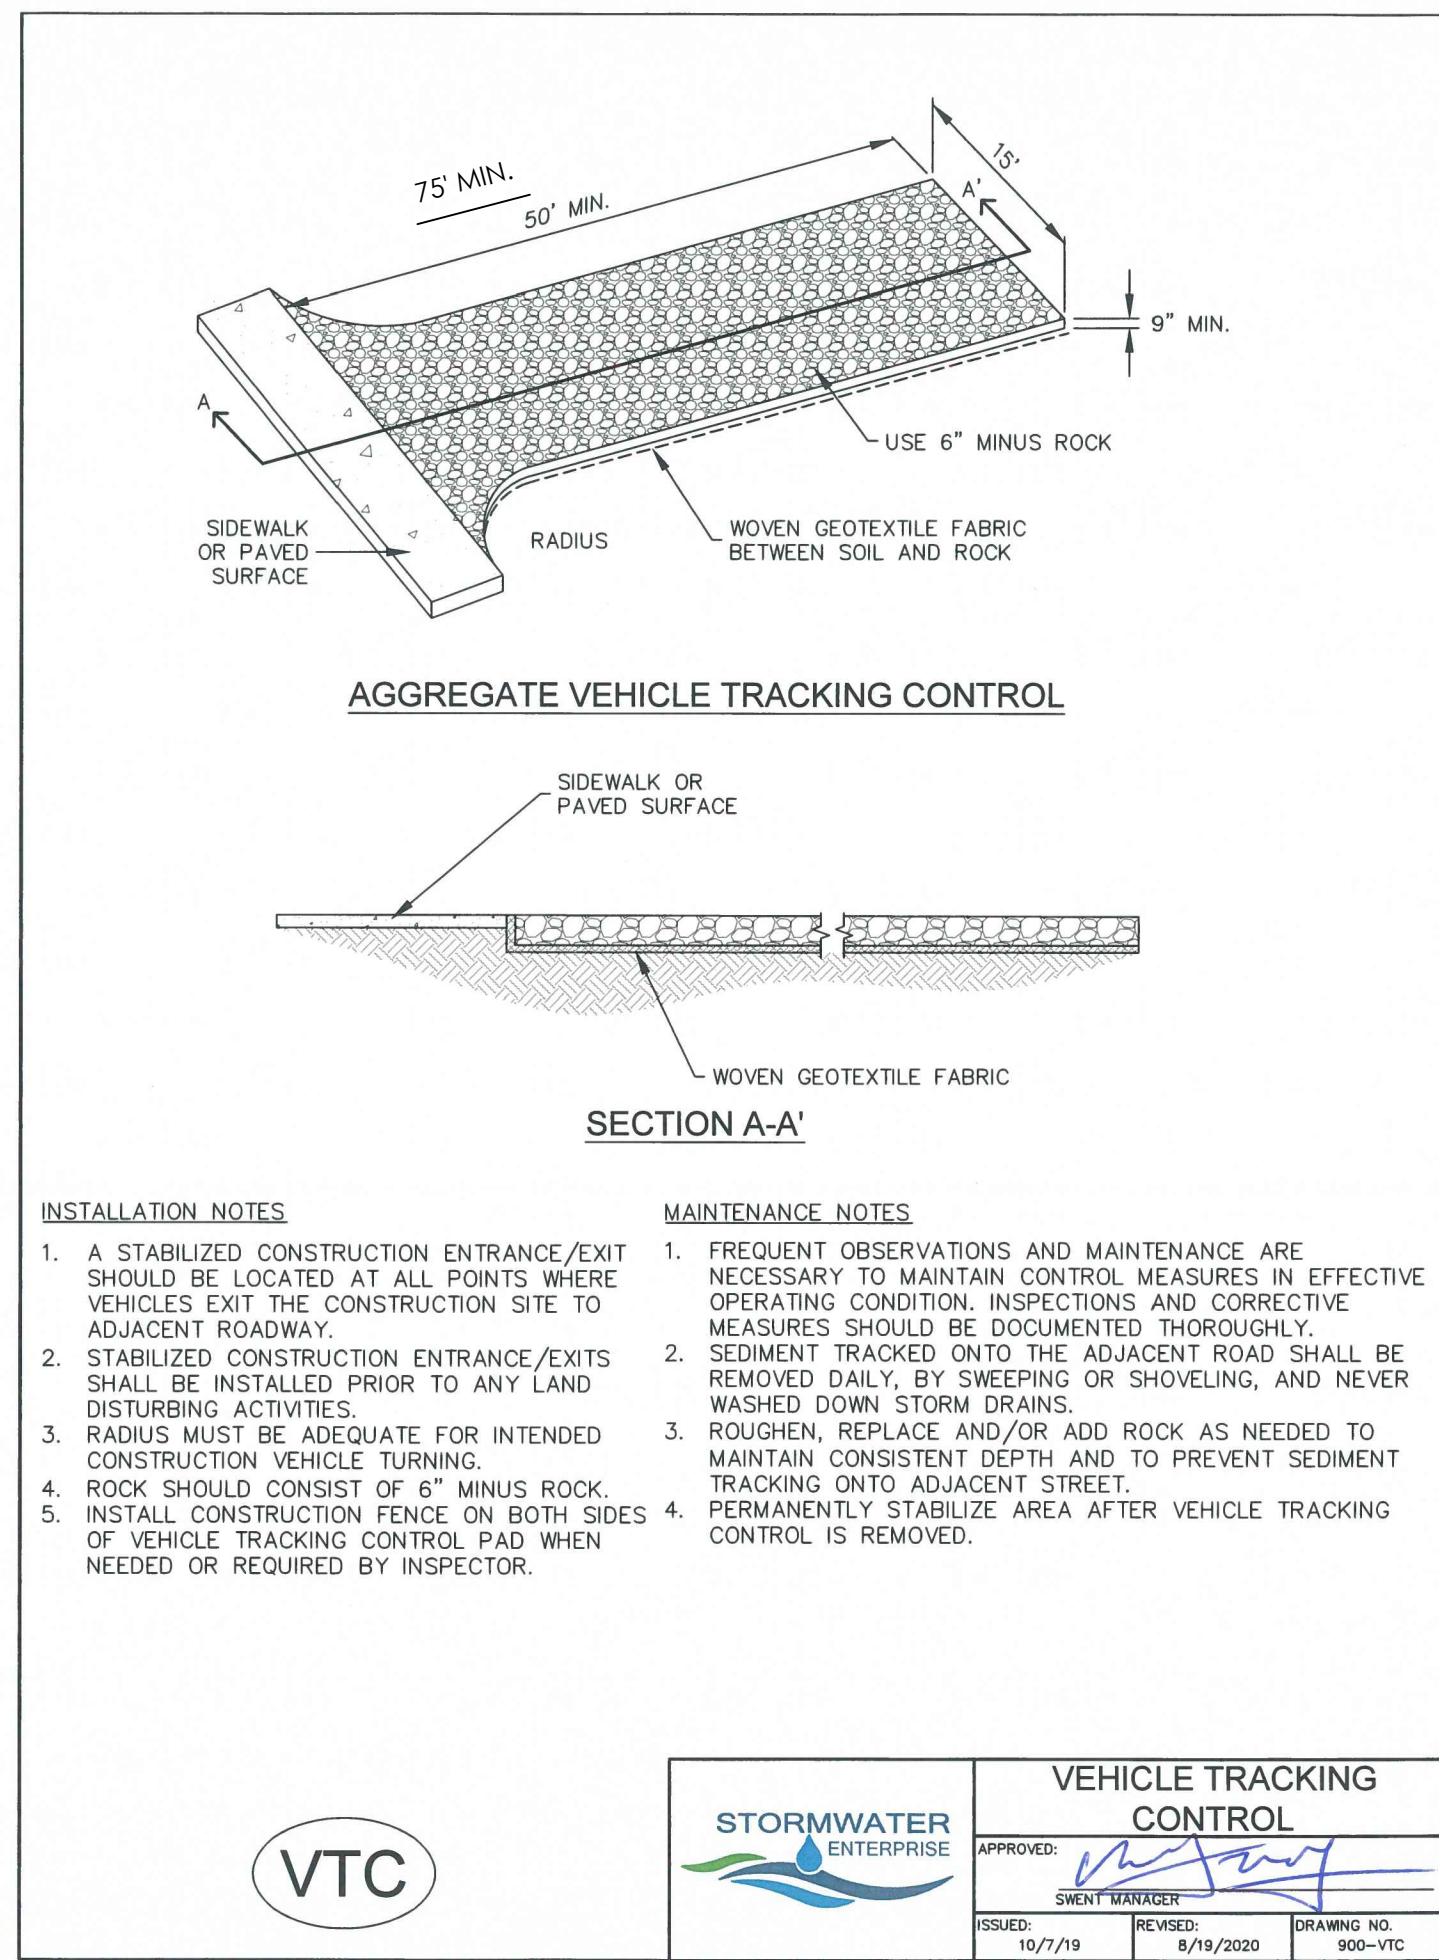 75' MIN.
50' MIN.
15'
A'
9" MIN.
A
USE 6" MINUS ROCK
SIDEWALK
OR PAVED
SURFACE
RADIUS
WOVEN GEOTEXTILE FABRIC
BETWEEN SOIL AND ROCK
AGGREGATE VEHICLE TRACKING CONTROL
SIDEWALK OR
PAVED SURFACE
WOVEN GEOTEXTILE FABRIC
SECTION A-A'
INSTALLATION NOTES
1. A STABILIZED CONSTRUCTION ENTRANCE/EXIT
SHOULD BE LOCATED AT ALL POINTS WHERE
VEHICLES EXIT THE CONSTRUCTION SITE TO
ADJACENT ROADWAY.
2. STABILIZED CONSTRUCTION ENTRANCE/EXITS
SHALL BE INSTALLED PRIOR TO ANY LAND
DISTURBING ACTIVITIES.
3. RADIUS MUST BE ADEQUATE FOR INTENDED
CONSTRUCTION VEHICLE TURNING.
4. ROCK SHOULD CONSIST OF 6" MINUS ROCK.
5. INSTALL CONSTRUCTION FENCE ON BOTH SIDES
OF VEHICLE TRACKING CONTROL PAD WHEN
NEEDED OR REQUIRED BY INSPECTOR.
MAINTENANCE NOTES
1. FREQUENT OBSERVATIONS AND MAINTENANCE ARE
NECESSARY TO MAINTAIN CONTROL MEASURES IN EFFECTIVE
OPERATING CONDITION. INSPECTIONS AND CORRECTIVE
MEASURES SHOULD BE DOCUMENTED THOROUGHLY.
2. SEDIMENT TRACKED ONTO THE ADJACENT ROAD SHALL BE
REMOVED DAILY, BY SWEEPING OR SHOVELING, AND NEVER
WASHED DOWN STORM DRAINS.
3. ROUGHEN, REPLACE AND/OR ADD ROCK AS NEEDED TO
MAINTAIN CONSISTENT DEPTH AND TO PREVENT SEDIMENT
TRACKING ONTO ADJACENT STREET.
4. PERMANENTLY STABILIZE AREA AFTER VEHICLE TRACKING
CONTROL IS REMOVED.
VTC
STORMWATER
ENTERPRISE
VEHICLE TRACKING
CONTROL
APPROVED:
SWENT MANAGER
ISSUED:
10/7/19
REVISED:
8/19/2020
DRAWING NO.
900-VTC